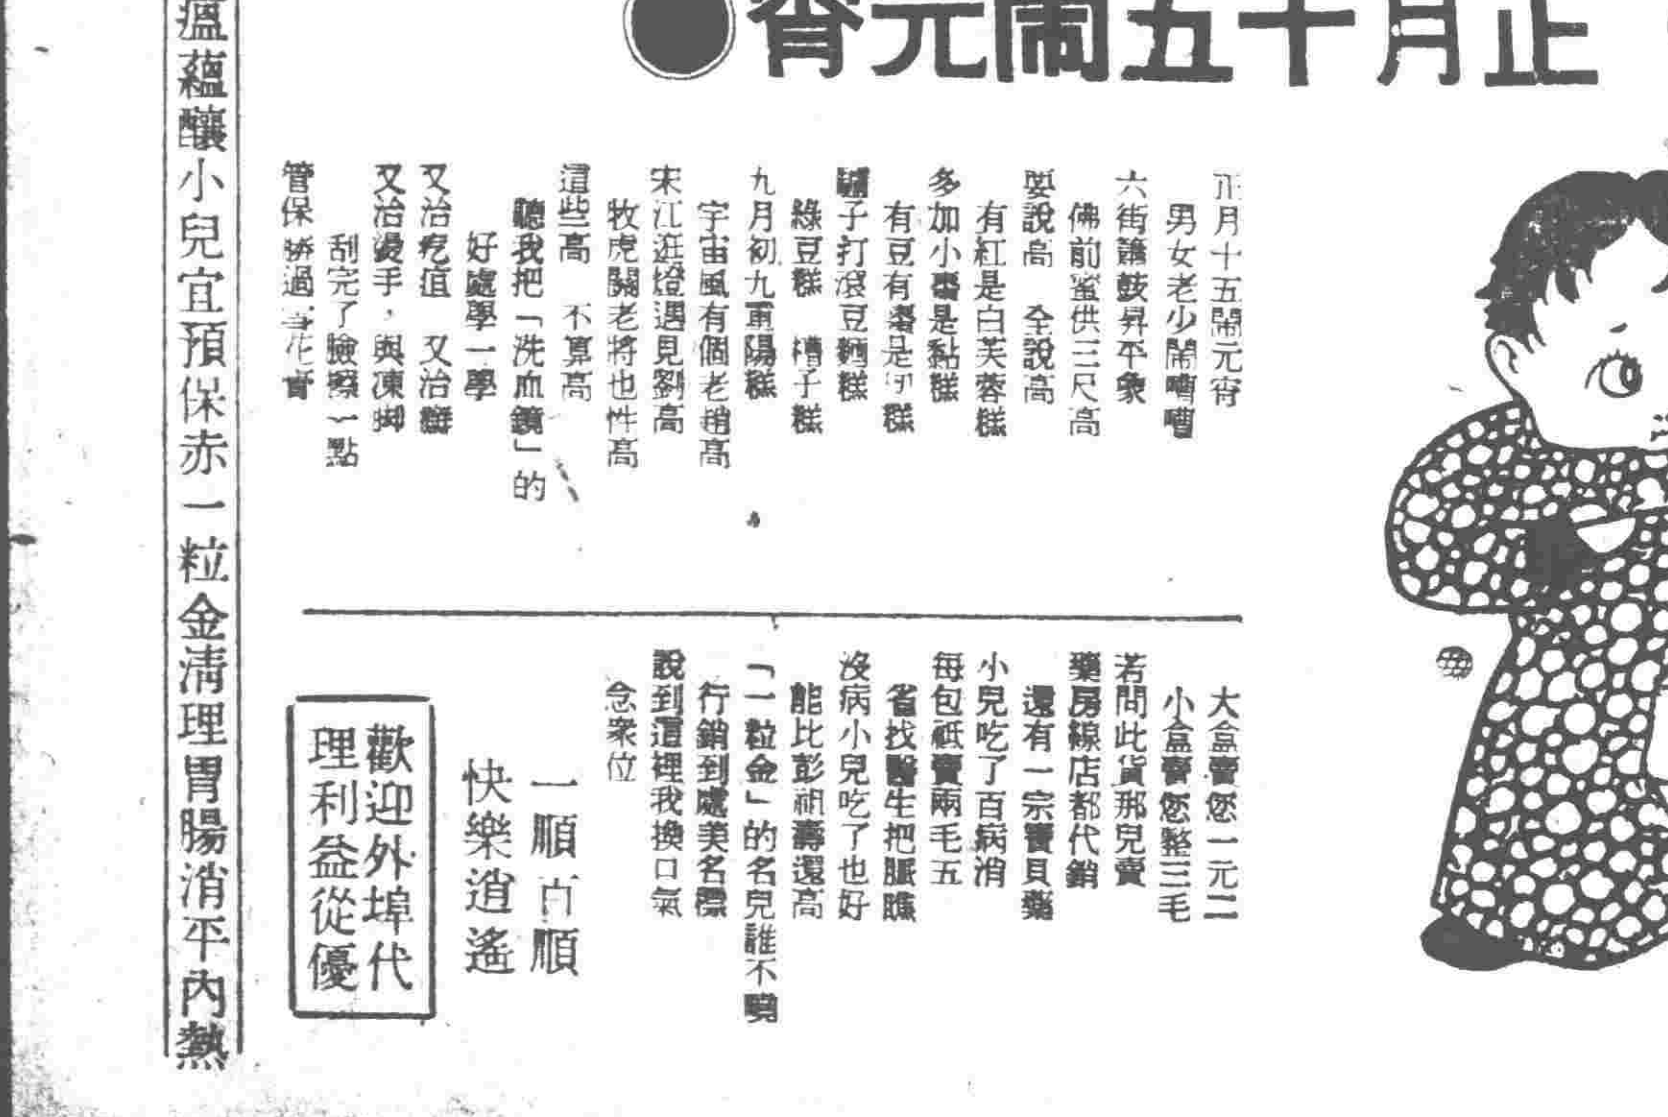 正月十五鬧元宵●
正月十五鬧元宵
男女老少鬧嘈嘈
六街簫鼓昇平象
佛前蜜供三尺高
要說高　全說高
有紅是白芙蓉糕
多加小棗是黏糕
有豆有棗是切糕
驢子打滾豆麵糕
綠豆糕　槽子糕
九月初九重陽糕
宇宙風有個老趙高
宋江逛燈遇見劉高
牧虎關老將也性高
這些高　不算高
聽我把「洗血鏡」的
好處學一學
又治疙疸　又治癬
又治燙手，與凍脚
刮完了臉擦一點
管保勝過
大盒賣您一元二
小盒賣您整三毛
若問此貨那兒賣
藥房線店都代銷
還有一宗寶貝藥
小兒吃了百病消
每包祗賣兩毛五
省找醫生把脈瞧
沒病小兒吃了也好
能比彭祖壽還高
「一粒金」的名兒誰不曉
行銷到處美名標
說到這裡我換口氣
念衆位
一順百順
快樂逍遙
歡迎外埠代
理利益從優
瘟蘊釀小兒宜預保赤一粒金淸理胃腸消平內熱